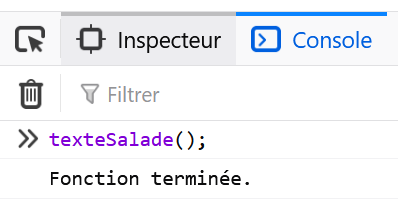 Inspecteur Console
Filtrer
texteSalade();
Fonction terminée.